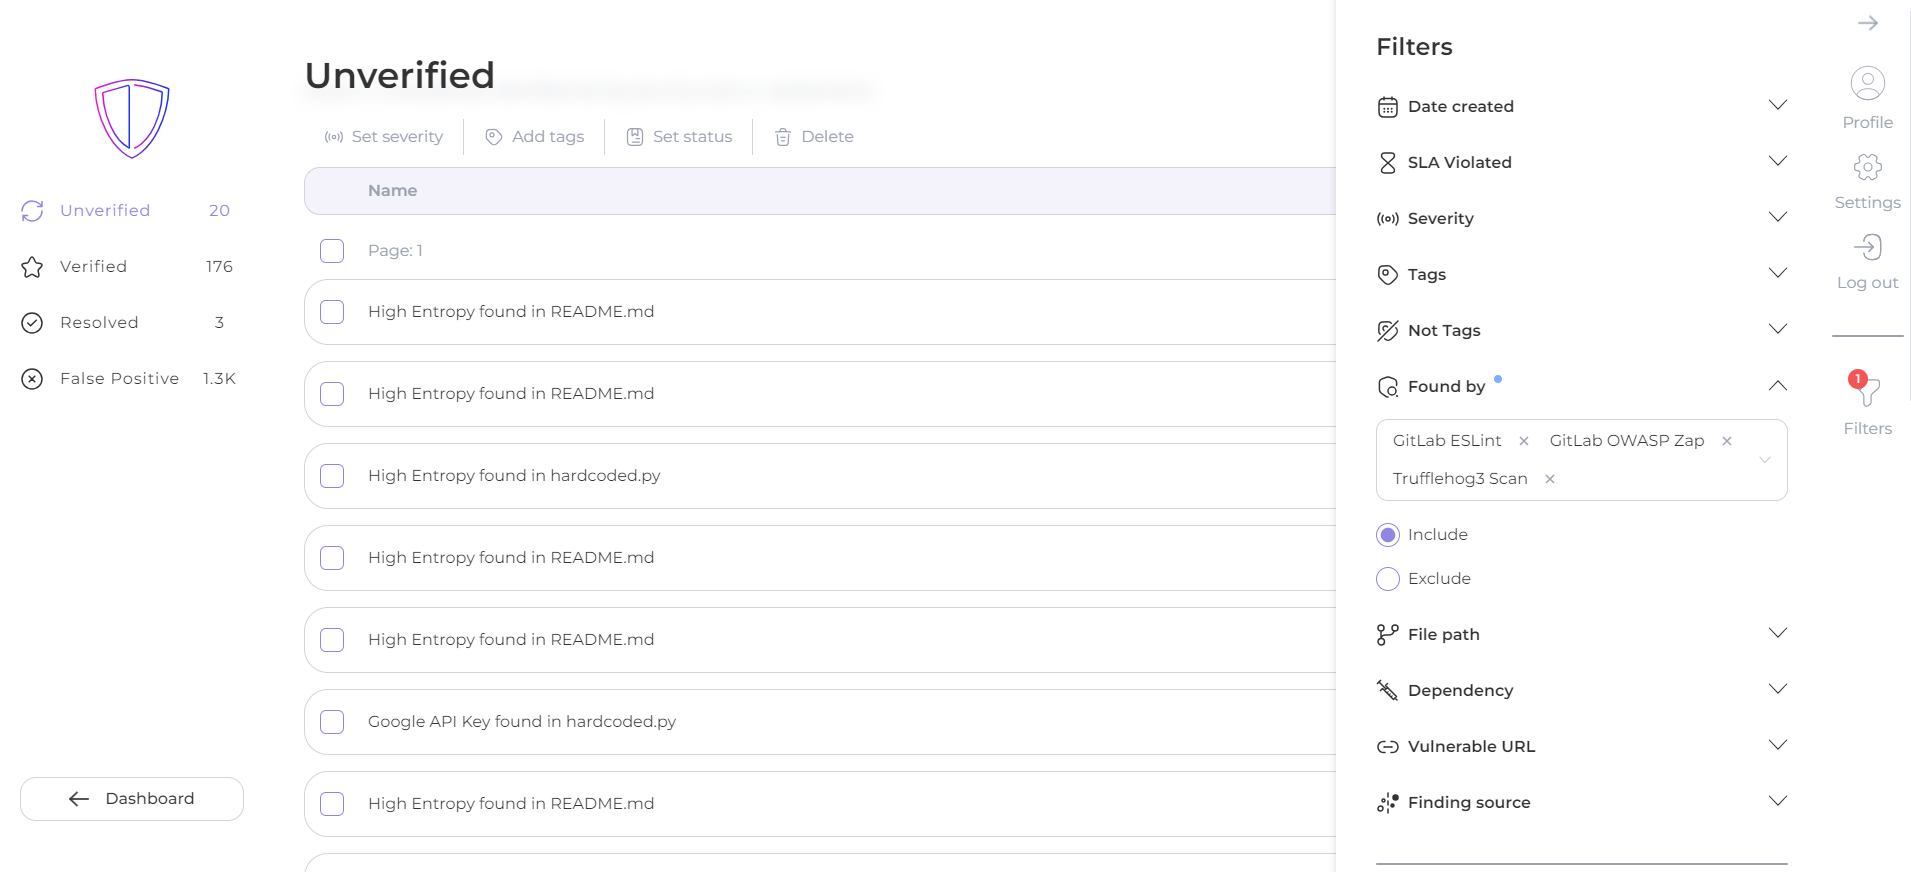 Unverified 20
Verified 176
Resolved 3
False Positive 1.3K
Dashboard
Unverified
Set severity
Add tags
Set status
Delete
Name
Page: 1
High Entropy found in README.md
High Entropy found in README.md
High Entropy found in hardcoded.py
High Entropy found in README.md
High Entropy found in README.md
Google API Key found in hardcoded.py
High Entropy found in README.md
Filters
Date created
SLA Violated
Severity
Tags
Not Tags
Found by
GitLab ESLint × GitLab OWASP Zap ×
Trufflehog3 Scan ×
Include
Exclude
File path
Dependency
Vulnerable URL
Finding source
Profile
Settings
Log out
1
Filters